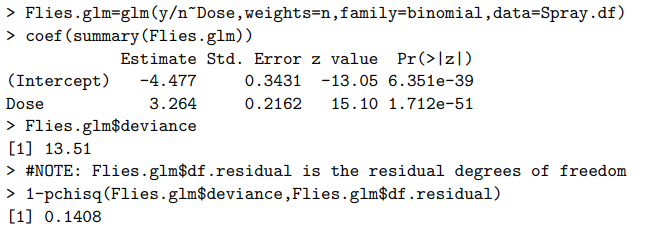 > Flies.glm=glm(y/n~Dose,weights=n,family=binomial,data=Spray.df)
> coef(summary(Flies.glm))
Estimate Std. Error z value Pr(>|z|)
(Intercept) -4.477 0.3431 -13.05 6.351e-39
Dose 3.264 0.2162 15.10 1.712e-51
> Flies.glm$deviance
[1] 13.51
> #NOTE: Flies.glm$df.residual is the residual degrees of freedom
> 1-pchisq(Flies.glm$deviance,Flies.glm$df.residual)
[1] 0.1408